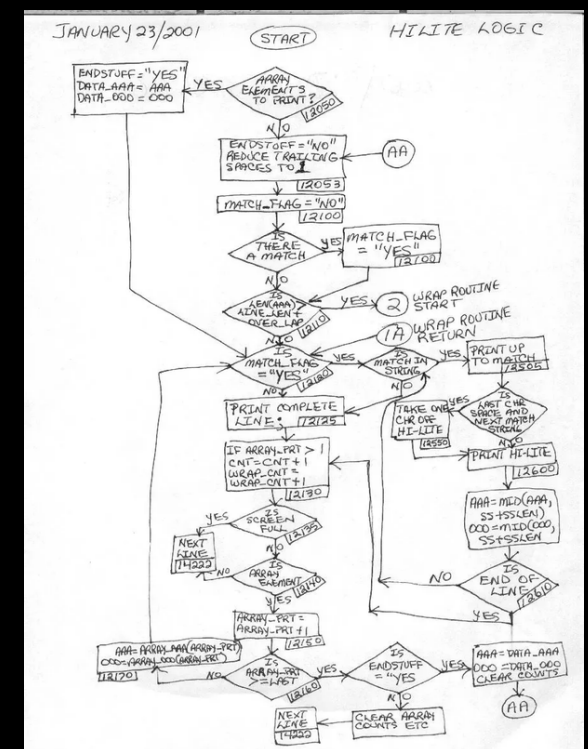 JANUARY 23/2001
START
HILITE LOGIC
ENDSTUFF="YES"
DATA_AAA= AAA
DATA_OOO = OOO
YES
ARRAY
ELEMENTS
TO PRINT?
12050
NO
ENDSTUFF="NO"
REDUCE TRAILING
SPACES TO 1
12053
AA
MATCH_FLAG="NO"
12100
IS
THERE
A MATCH
YES
MATCH_FLAG
= "YES"
12100
NO
IS
LEN(AAA)>
LINE_LEN+
OVER_LAP
12110
YES
2
WRAP ROUTINE
START
NO
1A
WRAP ROUTINE
RETURN
IS
MATCH_FLAG
="YES"
12120
YES
IS
MATCH IN
STRING
YES
PRINT UP
TO MATCH
12505
NO
NO
PRINT COMPLETE
LINE;
12125
IS
LAST CHR
SPACE AND
NEXT MATCH
STRING
YES
TAKE ONE
CHR OFF
HI-LITE
12550
NO
PRINT HI-LITE
12600
IF ARRAY_PRT > 1
CNT=CNT+1
WRAP_CNT=
WRAP_CNT+1
12130
AAA=MID(AAA,
SS+SSLEN)
OOO=MID(OOO,
SS+SSLEN
IS
SCREEN
FULL
12135
YES
NEXT
LINE
14222
NO
IS
ARRAY
ELEMENT
12140
NO
YES
IS
END OF
LINE
12610
NO
YES
ARRAY_PRT=
ARRAY_PRT+1
12150
AAA=ARRAY_AAA(ARRAY_PRT)
OOO=ARRAY_OOO(ARRAY_PRT)
12170
IS
ARRAY_PRT
>=LAST
12160
NO
YES
IS
ENDSTUFF
="YES
YES
AAA=DATA_AAA
OOO=DATA_OOO
CLEAR COUNTS
NO
AA
NEXT
LINE
14222
CLEAR ARRAY
COUNTS ETC